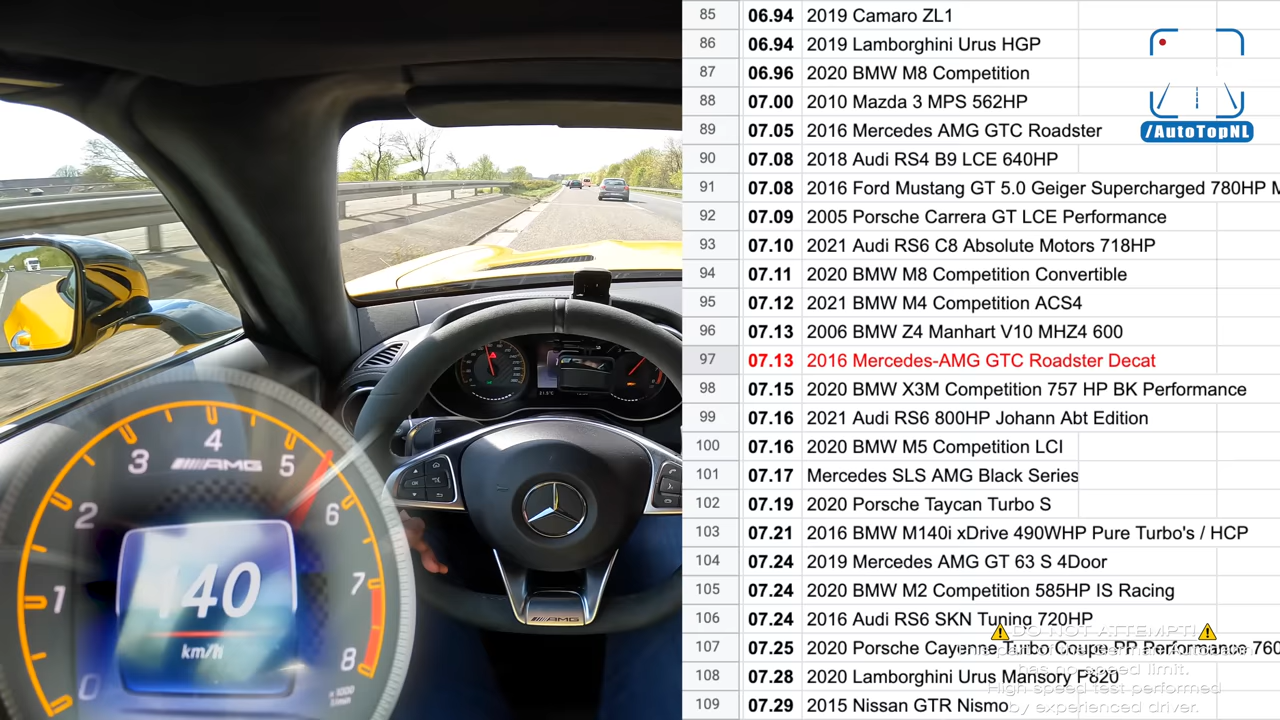 85 06.94 2019 Camaro ZL1
86 06.94 2019 Lamborghini Urus HGP
87 06.96 2020 BMW M8 Competition
88 07.00 2010 Mazda 3 MPS 562HP
89 07.05 2016 Mercedes AMG GTC Roadster
90 07.08 2018 Audi RS4 B9 LCE 640HP
91 07.08 2016 Ford Mustang GT 5.0 Geiger Supercharged 780HP M
92 07.09 2005 Porsche Carrera GT LCE Performance
93 07.10 2021 Audi RS6 C8 Absolute Motors 718HP
94 07.11 2020 BMW M8 Competition Convertible
95 07.12 2021 BMW M4 Competition ACS4
96 07.13 2006 BMW Z4 Manhart V10 MHZ4 600
97 07.13 2016 Mercedes-AMG GTC Roadster Decat
98 07.15 2020 BMW X3M Competition 757 HP BK Performance
99 07.16 2021 Audi RS6 800HP Johann Abt Edition
100 07.16 2020 BMW M5 Competition LCI
101 07.17 Mercedes SLS AMG Black Series
102 07.19 2020 Porsche Taycan Turbo S
103 07.21 2016 BMW M140i xDrive 490WHP Pure Turbo's / HCP
104 07.24 2019 Mercedes AMG GT 63 S 4Door
105 07.24 2020 BMW M2 Competition 585HP IS Racing
106 07.24 2016 Audi RS6 SKN Tuning 720HP
107 07.25 2020 Porsche Cayenne Turbo Coupe PP Performance 760
108 07.28 2020 Lamborghini Urus Mansory P820
109 07.29 2015 Nissan GTR Nismo
/AutoTopNL
DO NOT ATTEMPT!
has no speed limit.
High speed test performed
by experienced driver.
0 1 2 3 4 5 6 7 8
AMG
140
km/h
x 1000
1/min
AMG